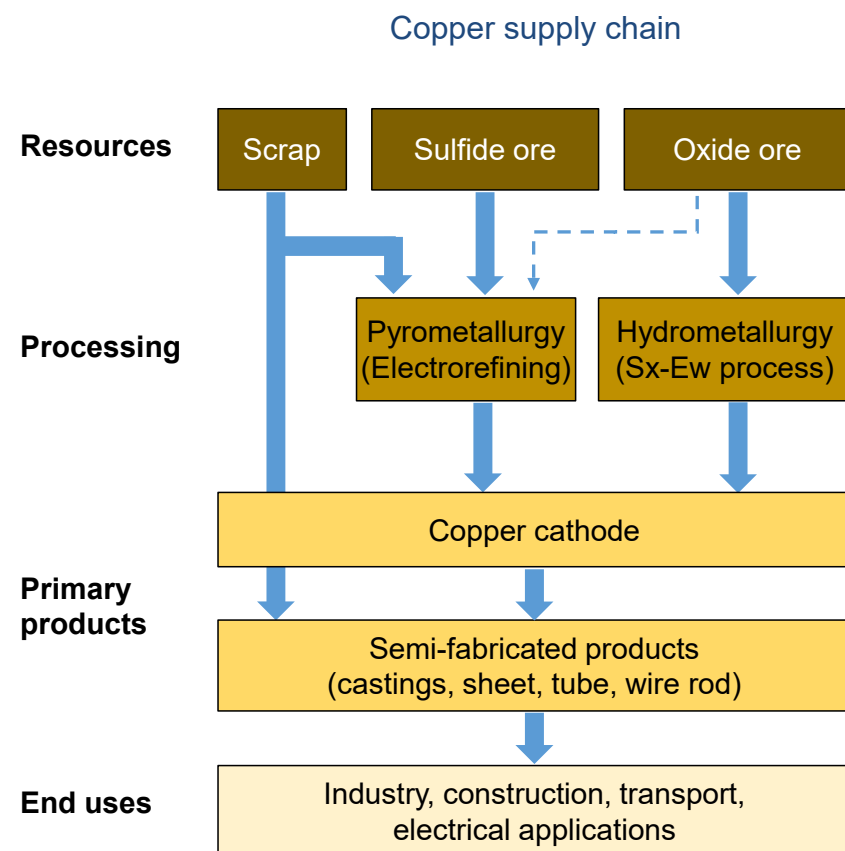 Copper supply chain
Resources
Scrap
Sulfide ore
Oxide ore
Processing
Pyrometallurgy
(Electrorefining)
Hydrometallurgy
(Sx-Ew process)
Copper cathode
Primary
products
Semi-fabricated products
(castings, sheet, tube, wire rod)
End uses
Industry, construction, transport,
electrical applications